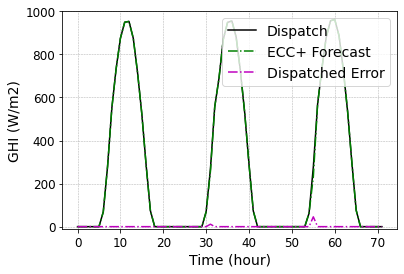 GHI (W/m2)
1000
800
600
400
200
0
Dispatch
ECC+ Forecast
Dispatched Error
0 10 20 30 40 50 60 70
Time (hour)